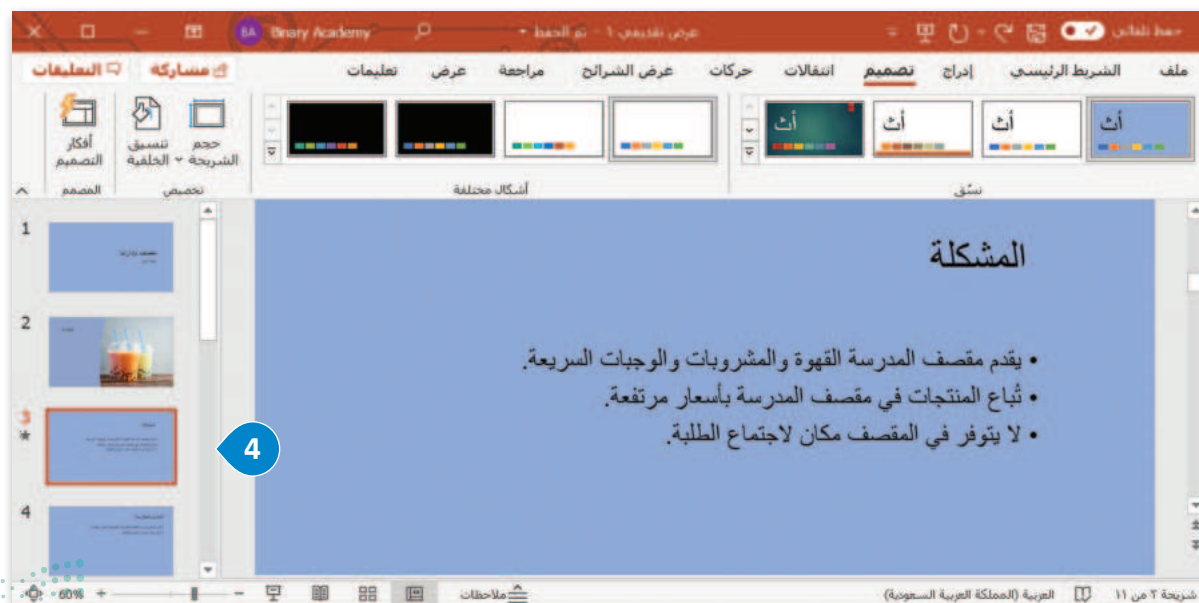 حفظ تلقائي
عرض تقديمي ١ - تم الحفظ
Binary Academy
BA
ملف الشريط الرئيسي إدراج تصميم انتقالات حركات عرض الشرائح مراجعة عرض تعليمات
مشاركة
التعليقات
أث أث أث أث
حجم الشريحة
تنسيق الخلفية
أفكار التصميم
نسّق
أشكال مختلفة
تخصيص
المصمم
المشكلة
• يقدم مقصف المدرسة القهوة والمشروبات والوجبات السريعة.
• تُباع المنتجات في مقصف المدرسة بأسعار مرتفعة.
• لا يتوفر في المقصف مكان لاجتماع الطلبة.
1
2
3
4
4
شريحة ٣ من ١١
العربية (المملكة العربية السعودية)
ملاحظات
60%